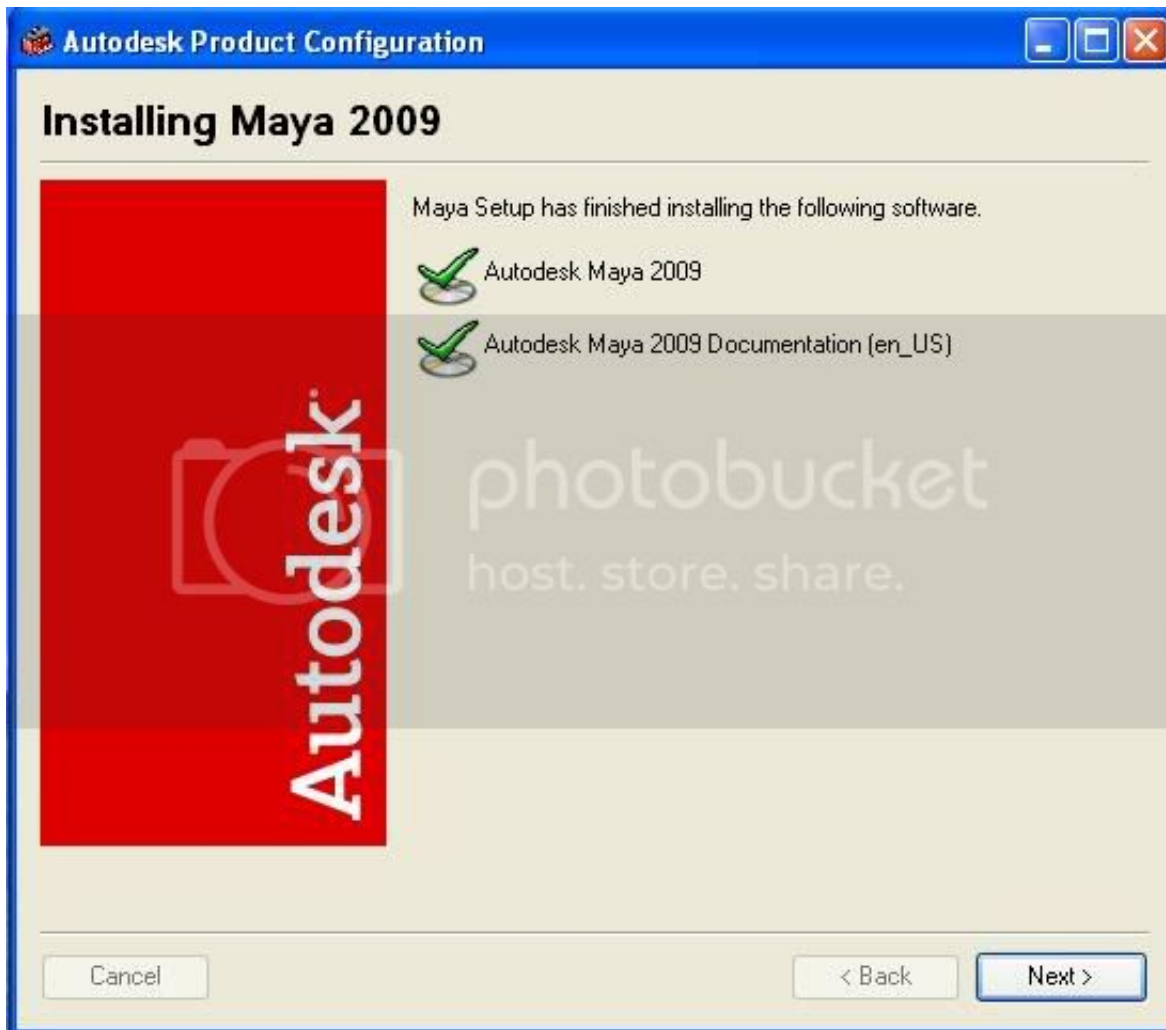 Autodesk Product Configuration
Installing Maya 2009
Maya Setup has finished installing the following software.
Autodesk Maya 2009
Autodesk Maya 2009 Documentation (en_US)
Autodesk
photobucket
host. store. share.
Cancel
< Back
Next >